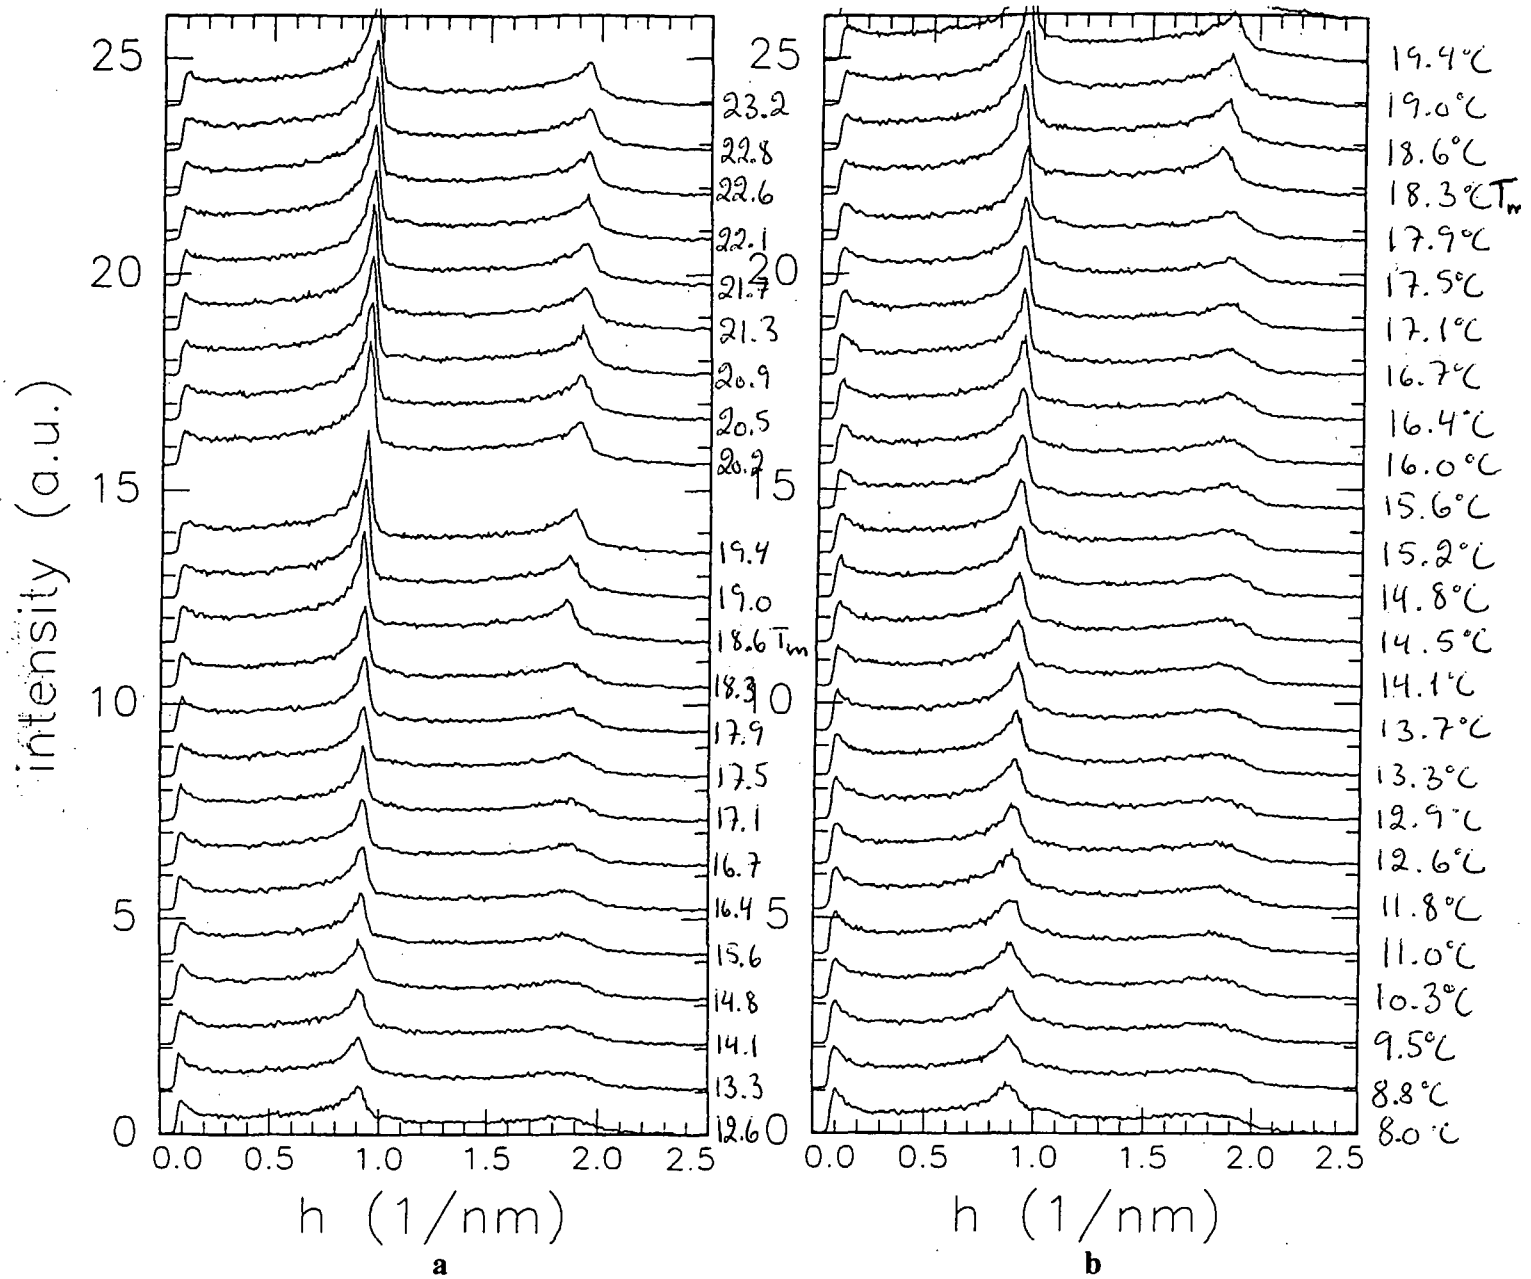 intensity (a.u.)
25
20
15
10
5
0
23.2
22.8
22.6
22.1
21.7
21.3
20.9
20.5
20.2
19.4
19.0
18.6 Tm
18.3
17.9
17.5
17.1
16.7
16.4
15.6
14.8
14.1
13.3
12.6
0.0 0.5 1.0 1.5 2.0 2.5
h (1/nm)
a
25
20
15
10
5
0
19.4°C
19.0°C
18.6°C
18.3°C Tm
17.9°C
17.5°C
17.1°C
16.7°C
16.4°C
16.0°C
15.6°C
15.2°C
14.8°C
14.5°C
14.1°C
13.7°C
13.3°C
12.9°C
12.6°C
11.8°C
11.0°C
10.3°C
9.5°C
8.8°C
8.0°C
0.0 0.5 1.0 1.5 2.0 2.5
h (1/nm)
b